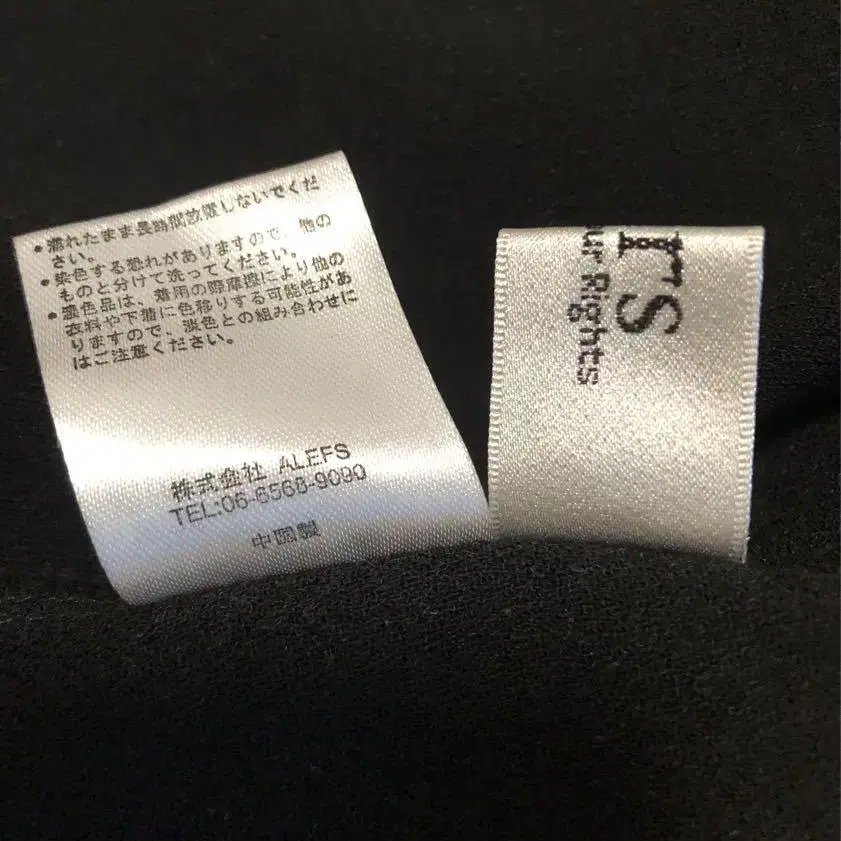 ●濡れたまま長時間放置しないでくだ
さい。
●染色する恐れがありますので、他の
ものと分けて洗ってください。
●濃色品は、着用の際摩擦により他の
衣料や下着に色移りする可能性があ
りますので、淡色との組み合わせに
はご注意ください。
株式会社 ALEFS
TEL:06-6568-9090
中国製
rs
ur Rights